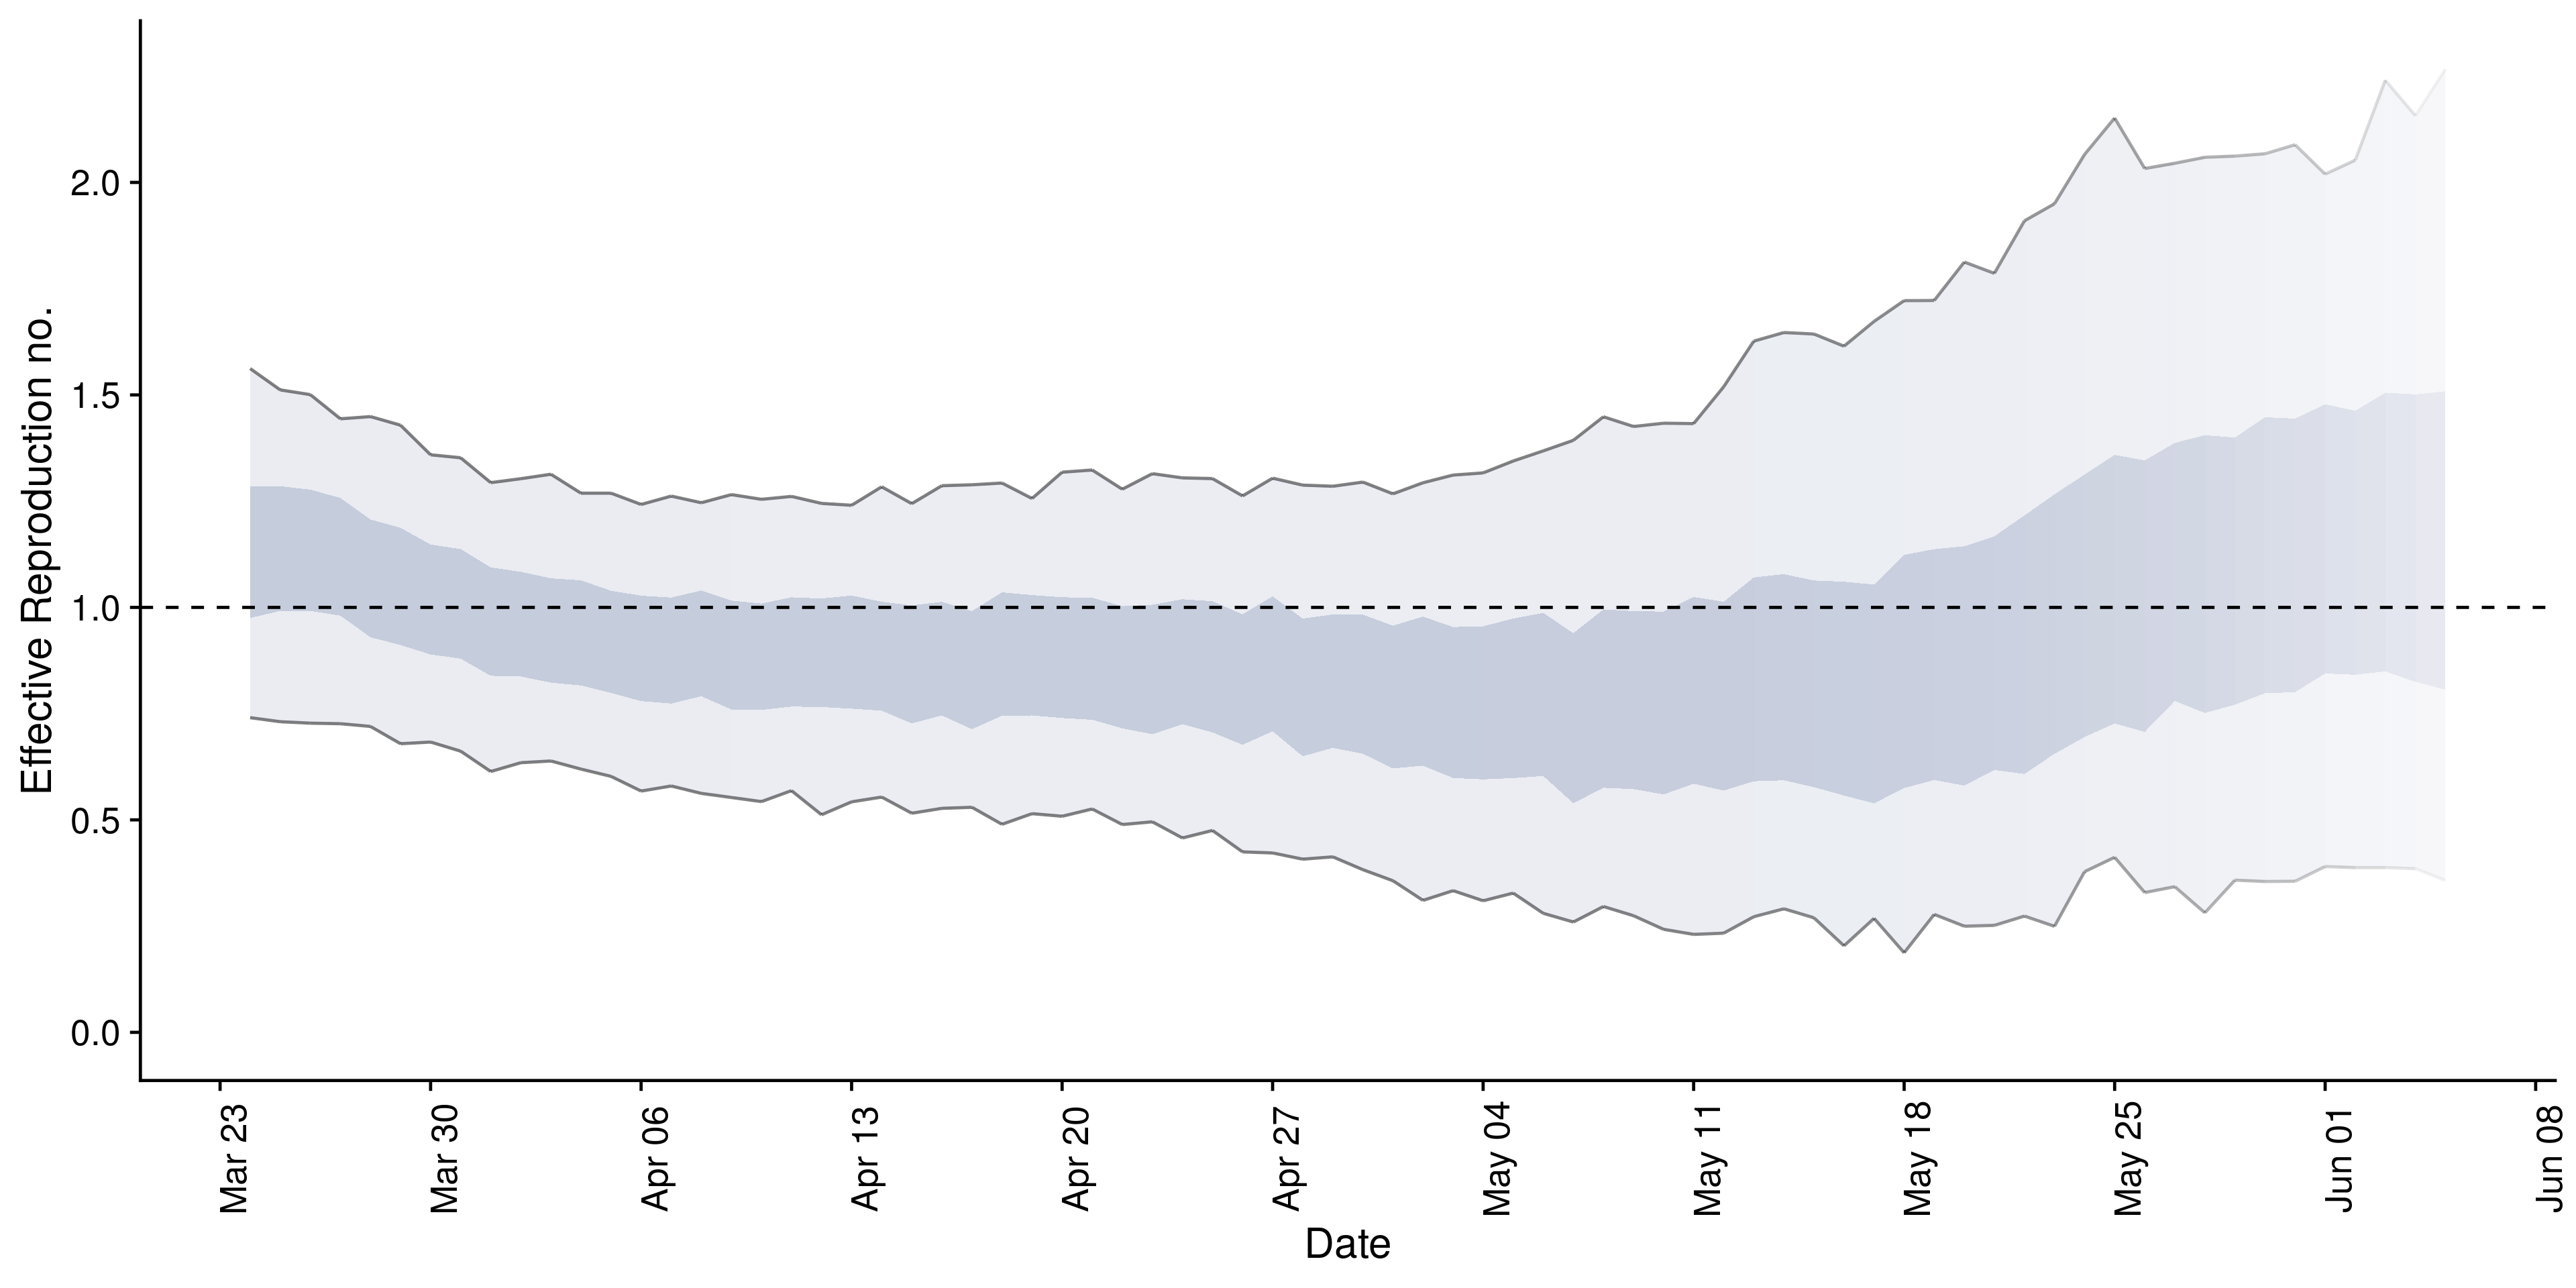 Effective Reproduction no.
2.0
1.5
1.0
0.5
0.0
Mar 23
Mar 30
Apr 06
Apr 13
Apr 20
Apr 27
May 04
May 11
May 18
May 25
Jun 01
Jun 08
Date